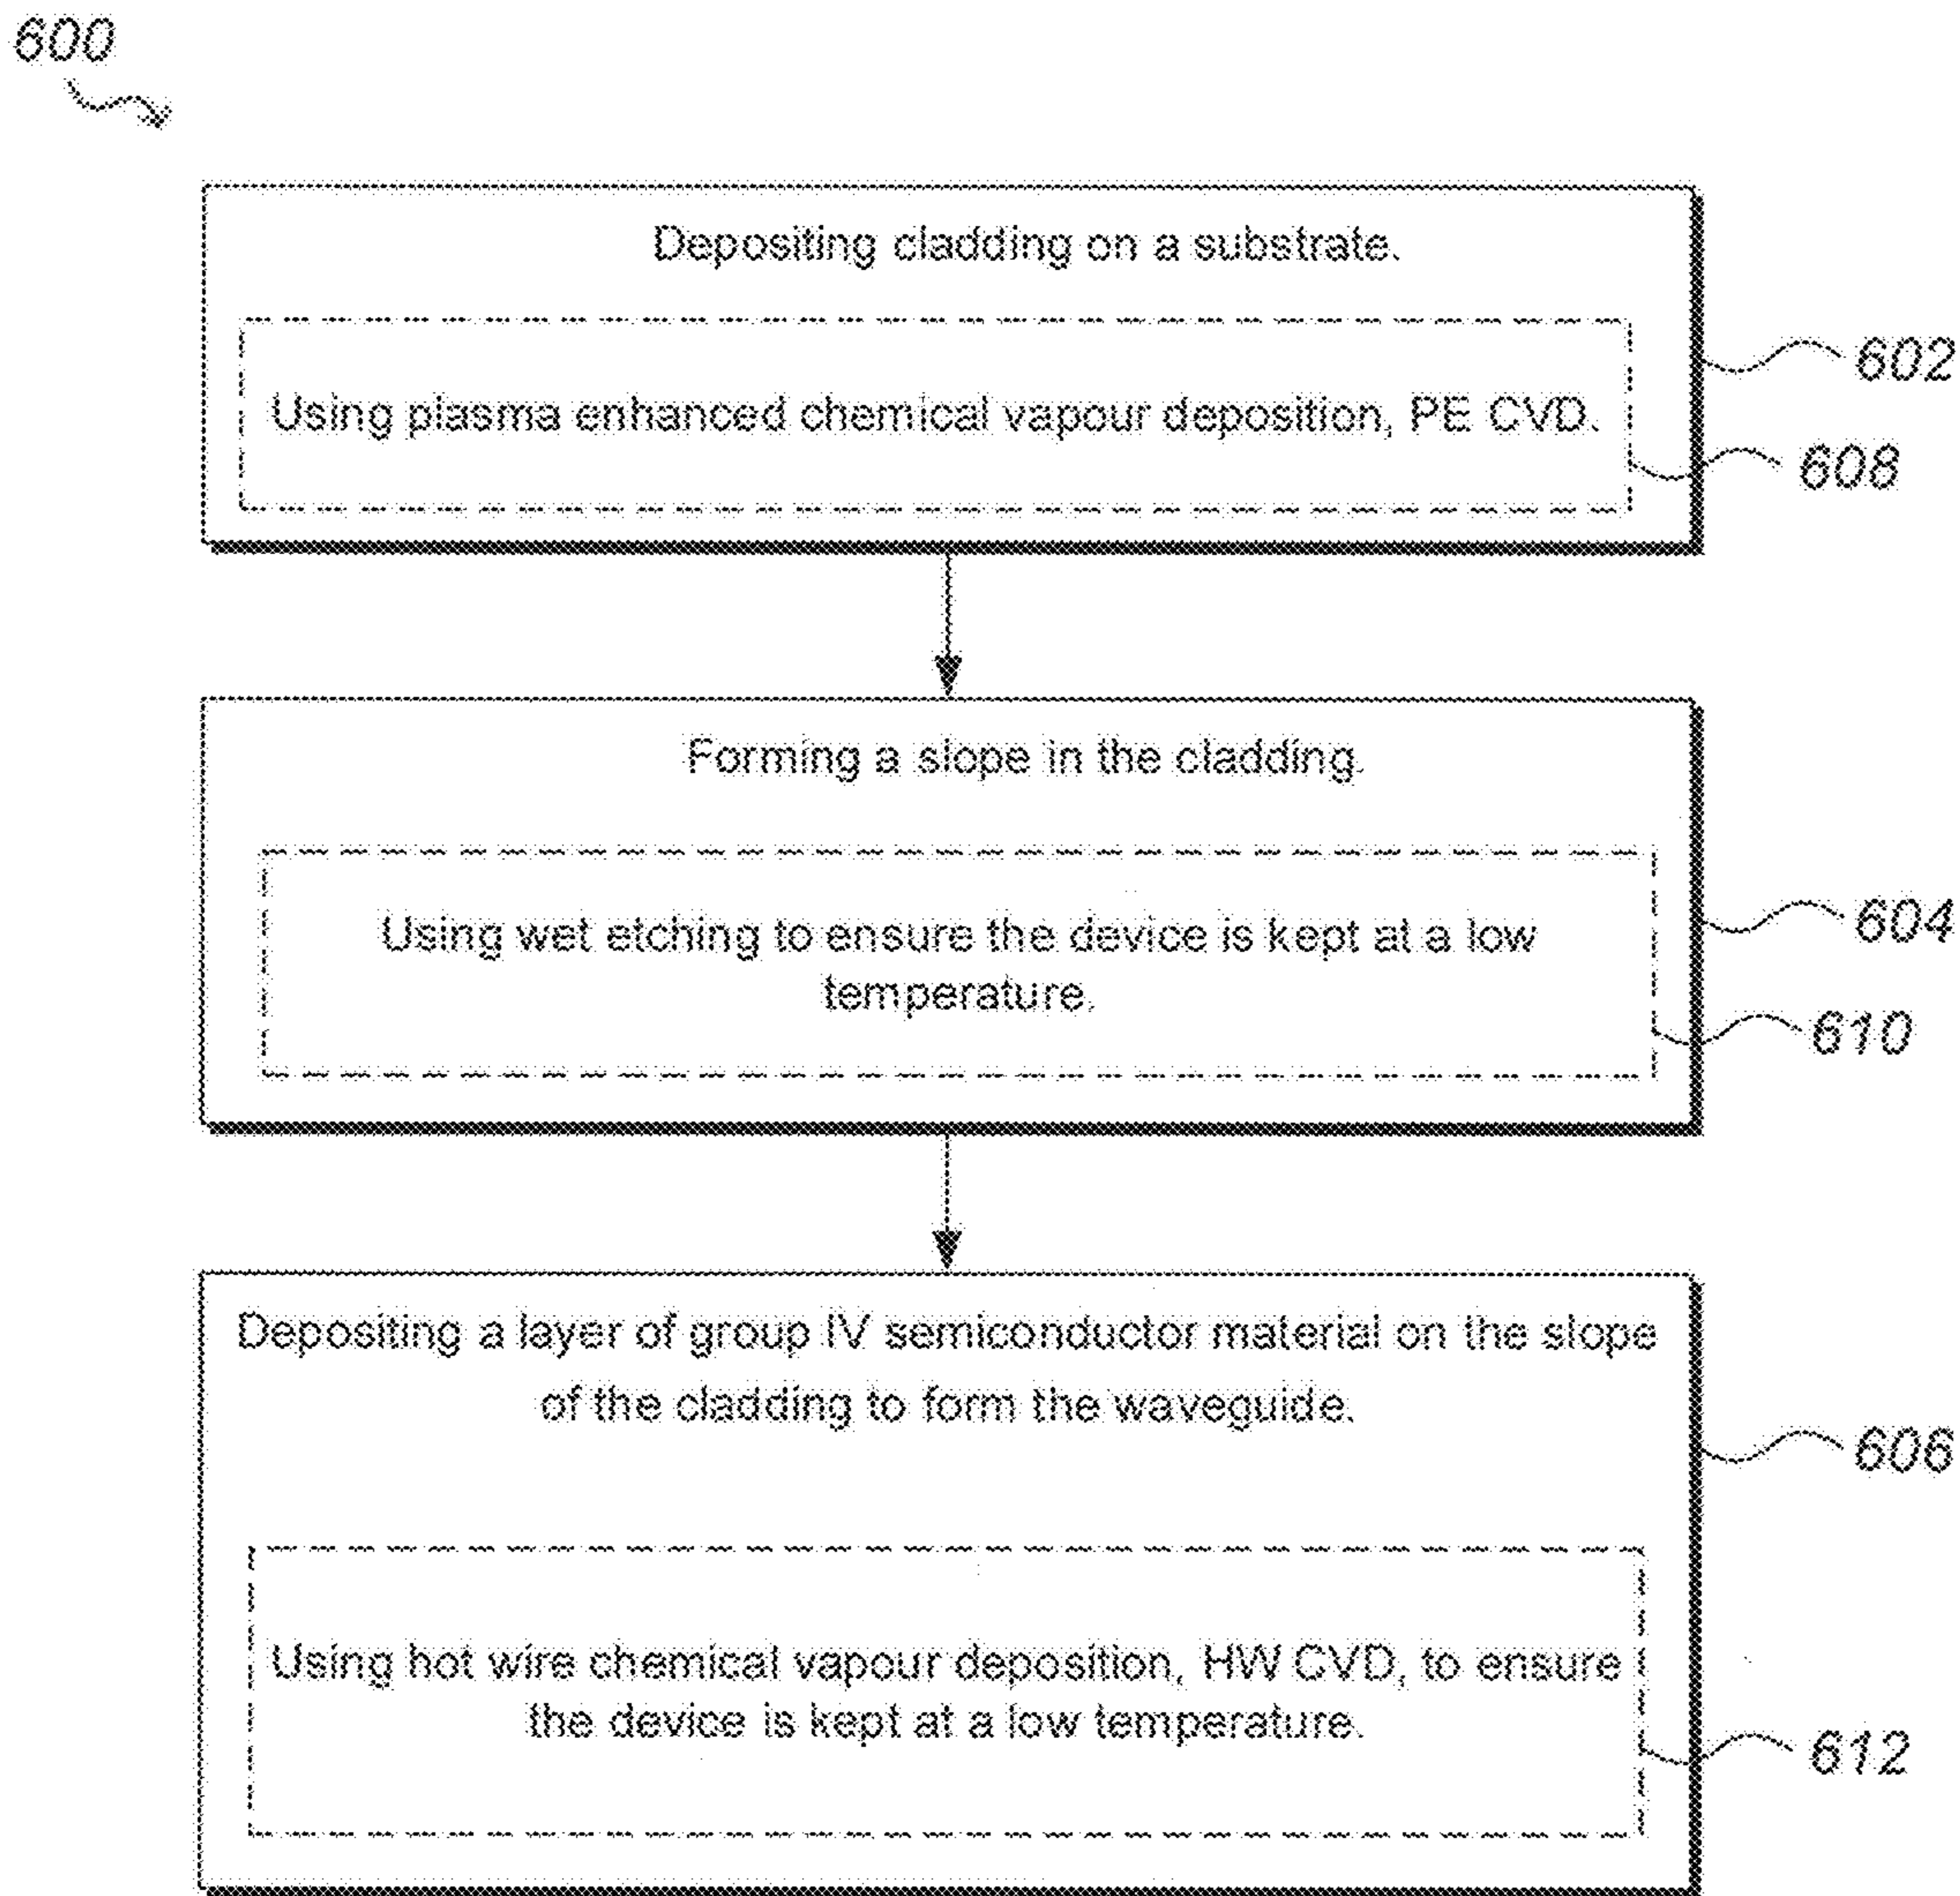 600
Depositing cladding on a substrate.
602
Using plasma enhanced chemical vapour deposition, PE CVD.
608
Forming a slope in the cladding.
604
Using wet etching to ensure the device is kept at a low
temperature.
610
Depositing a layer of group IV semiconductor material on the slope
of the cladding to form the waveguide.
606
Using hot wire chemical vapour deposition, HW CVD, to ensure
the device is kept at a low temperature.
612